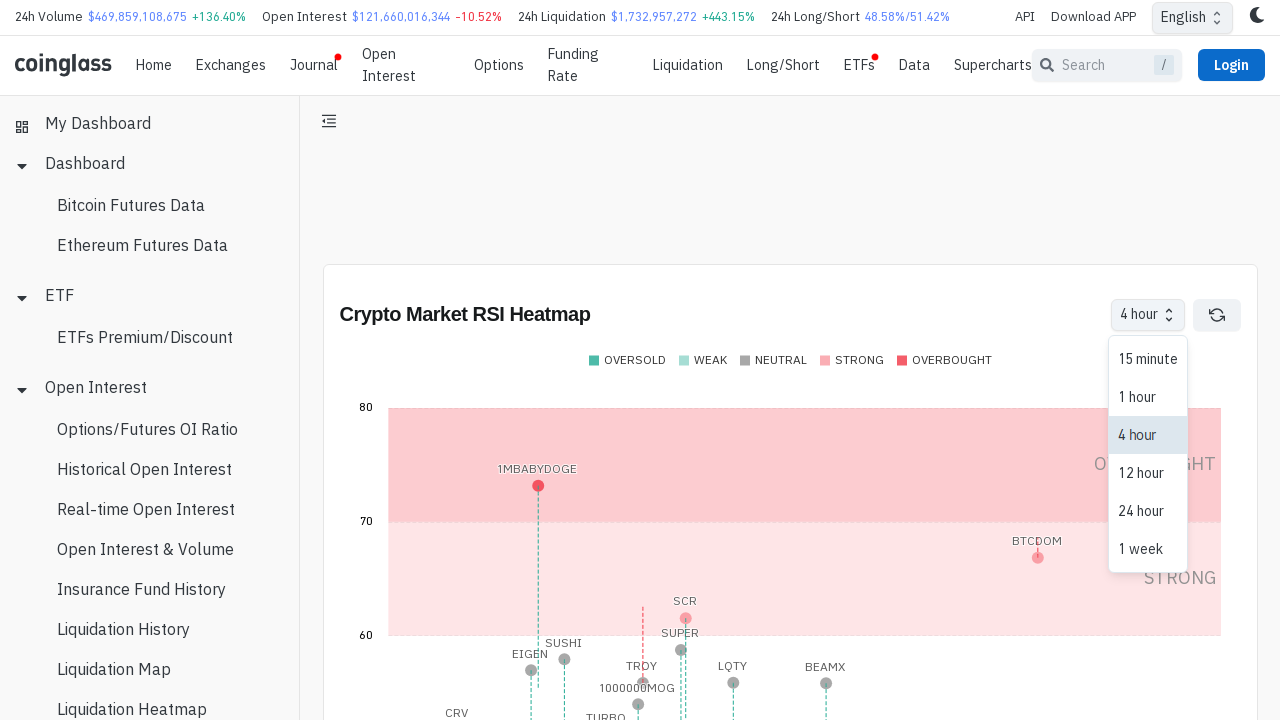 24h Volume $469,859,108,675 +136.40% Open Interest $121,660,016,344 -10.52% 24h Liquidation $1,732,957,272 +443.15% 24h Long/Short 48.58%/51.42% API Download APP English
coinglass Home Exchanges Journal Open Interest Options Funding Rate Liquidation Long/Short ETFs Data Supercharts Search / Login
My Dashboard
Dashboard
Bitcoin Futures Data
Ethereum Futures Data
ETF
ETFs Premium/Discount
Open Interest
Options/Futures OI Ratio
Historical Open Interest
Real-time Open Interest
Open Interest & Volume
Insurance Fund History
Liquidation History
Liquidation Map
Liquidation Heatmap
Crypto Market RSI Heatmap 4 hour
15 minute
1 hour
4 hour
12 hour
24 hour
1 week
OVERSOLD WEAK NEUTRAL STRONG OVERBOUGHT
80
1MBABYDOGE
70
BTCDOM
STRONG
SCR
60
SUPER
SUSHI
EIGEN
TROY
LQTY
BEAMX
1000000MOG
CRV
TURBO